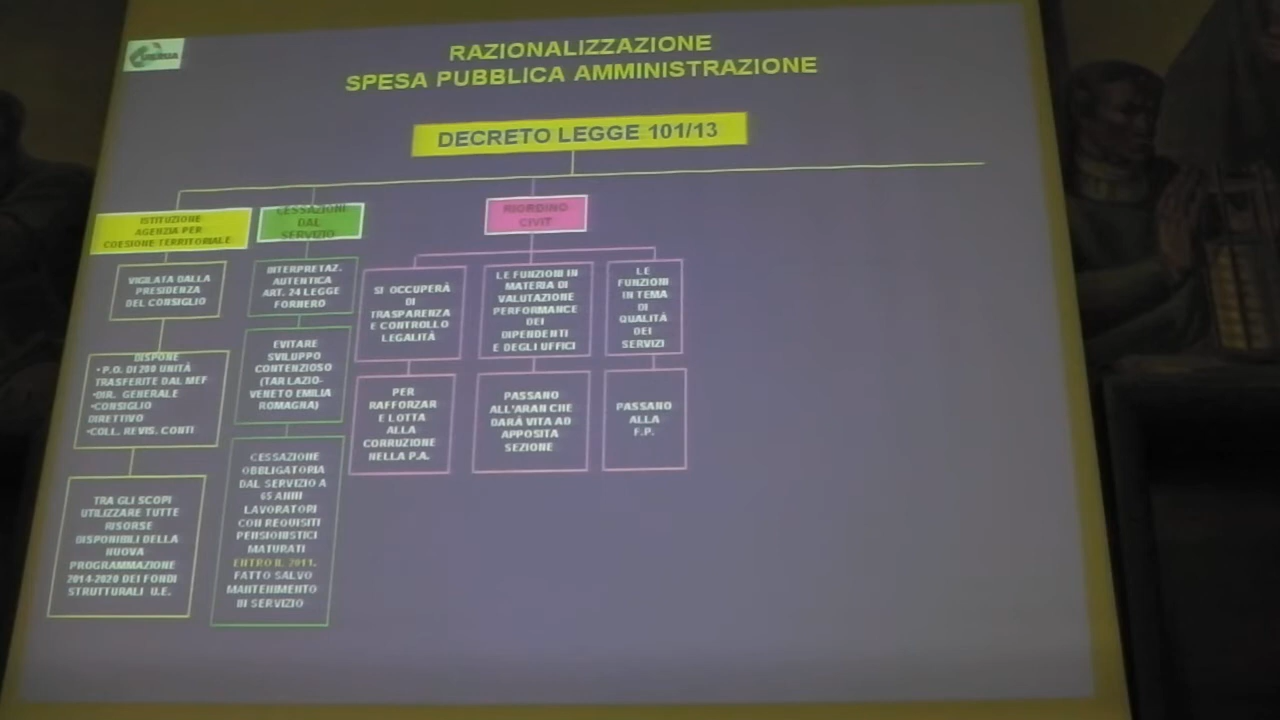 RAZIONALIZZAZIONE
SPESA PUBBLICA AMMINISTRAZIONE
DECRETO LEGGE 101/13
ISTITUZIONE
AGENZIA PER
COESIONE TERRITORIALE
VIGILATA DALLA
PRESIDENZA
DEL CONSIGLIO
DISPONE
• P.O. DI 200 UNITÀ
TRASFERITE DAL MEF
•DIR. GENERALE
•CONSIGLIO
DIRETTIVO
•COLL. REVIS. CONTI
TRA GLI SCOPI
UTILIZZARE TUTTE
RISORSE
DISPONIBILI DELLA
NUOVA
PROGRAMMAZIONE
2014-2020 DEI FONDI
STRUTTURALI U.E.
CESSAZIONI
DAL
SERVIZIO
INTERPRETAZ.
AUTENTICA
ART. 24 LEGGE
FORNERO
EVITARE
SVILUPPO
CONTENZIOSO
(TAR LAZIO-
VENETO EMILIA
ROMAGNA)
CESSAZIONE
OBBLIGATORIA
DAL SERVIZIO A
65 ANNI
LAVORATORI
CON REQUISITI
PENSIONISTICI
MATURATI
ENTRO IL 2011.
FATTO SALVO
MANTENIMENTO
IN SERVIZIO
RIORDINO
CIVIT
SI OCCUPERÀ
DI
TRASPARENZA
E CONTROLLO
LEGALITÀ
PER
RAFFORZAR
E LOTTA
ALLA
CORRUZIONE
NELLA P.A.
LE FUNZIONI IN
MATERIA DI
VALUTAZIONE
PERFORMANCE
DEI
DIPENDENTI
E DEGLI UFFICI
PASSANO
ALL'ARAN CHE
DARÀ VITA AD
APPOSITA
SEZIONE
LE
FUNZIONI
IN TEMA
DI
QUALITÀ
DEI
SERVIZI
PASSANO
ALLA
F.P.